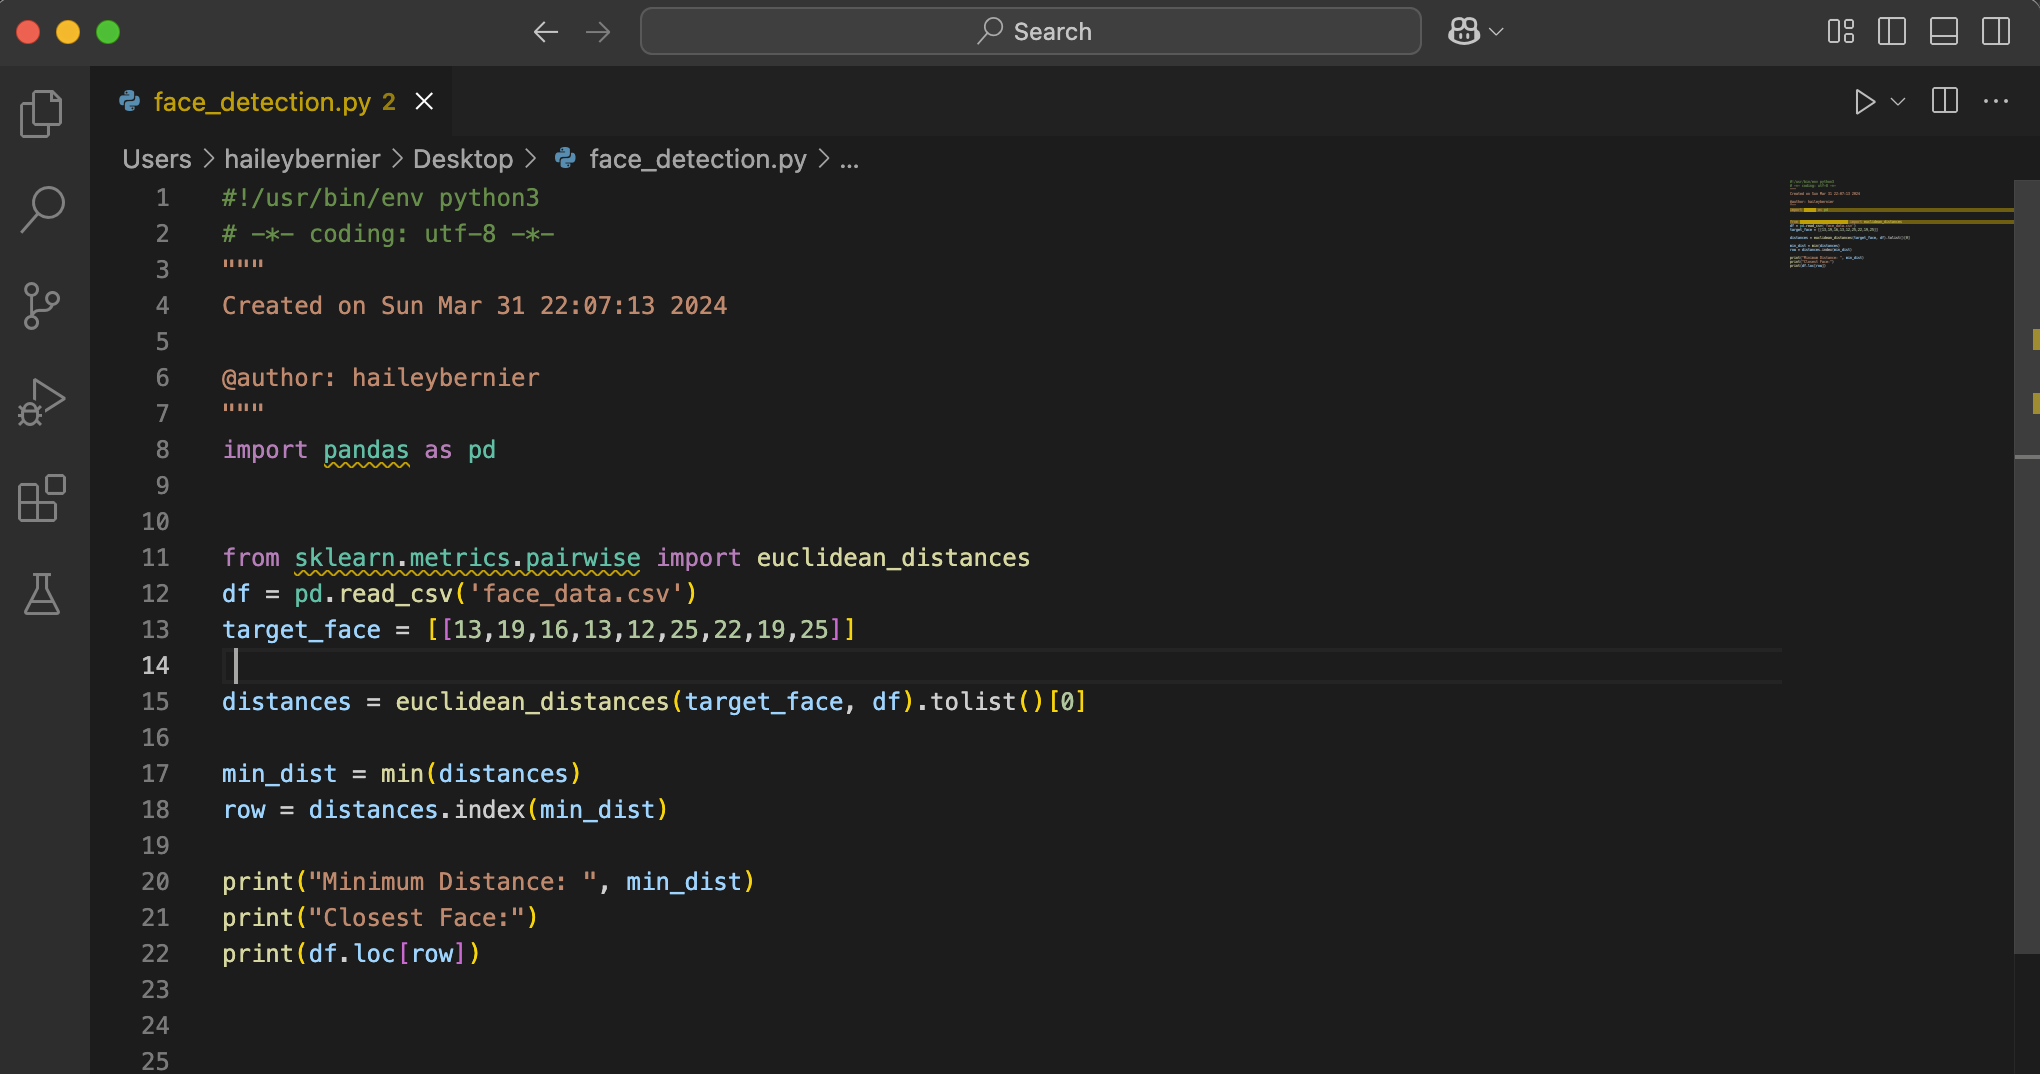 Search
face_detection.py 2
Users > haileybernier > Desktop > face_detection.py > ...
1 #!/usr/bin/env python3
2 # -*- coding: utf-8 -*-
3 """
4 Created on Sun Mar 31 22:07:13 2024
5
6 @author: haileybernier
7 """
8 import pandas as pd
9
10
11 from sklearn.metrics.pairwise import euclidean_distances
12 df = pd.read_csv('face_data.csv')
13 target_face = [[13,19,16,13,12,25,22,19,25]]
14
15 distances = euclidean_distances(target_face, df).tolist()[0]
16
17 min_dist = min(distances)
18 row = distances.index(min_dist)
19
20 print("Minimum Distance: ", min_dist)
21 print("Closest Face:")
22 print(df.loc[row])
23
24
25